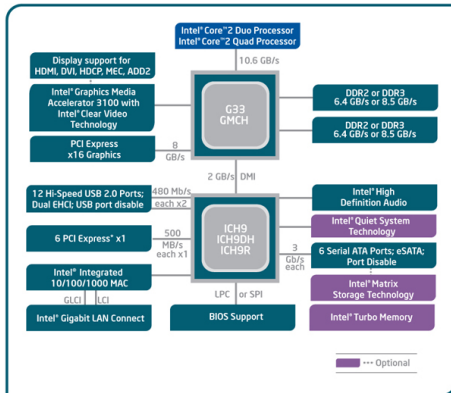 Intel® Core™2 Duo Processor
Intel® Core™2 Quad Processor
10.6 GB/s
Display support for
HDMI, DVI, HDCP, MEC, ADD2
Intel® Graphics Media
Accelerator 3100 with
Intel® Clear Video
Technology
PCI Express
x16 Graphics
8
GB/s
G33
GMCH
DDR2 or DDR3
6.4 GB/s or 8.5 GB/s
DDR2 or DDR3
6.4 GB/s or 8.5 GB/s
2 GB/s DMI
12 Hi-Speed USB 2.0 Ports;
Dual EHCI; USB port disable
480 Mb/s
each x2
6 PCI Express® x1
500
MB/s
each x1
Intel® Integrated
10/100/1000 MAC
GLCI LCI
Intel® Gigabit LAN Connect
ICH9
ICH9DH
ICH9R
LPC or SPI
BIOS Support
Intel® High
Definition Audio
Intel® Quiet System
Technology
3
Gb/s
each
6 Serial ATA Ports; eSATA;
Port Disable
Intel® Matrix
Storage Technology
Intel® Turbo Memory
Optional